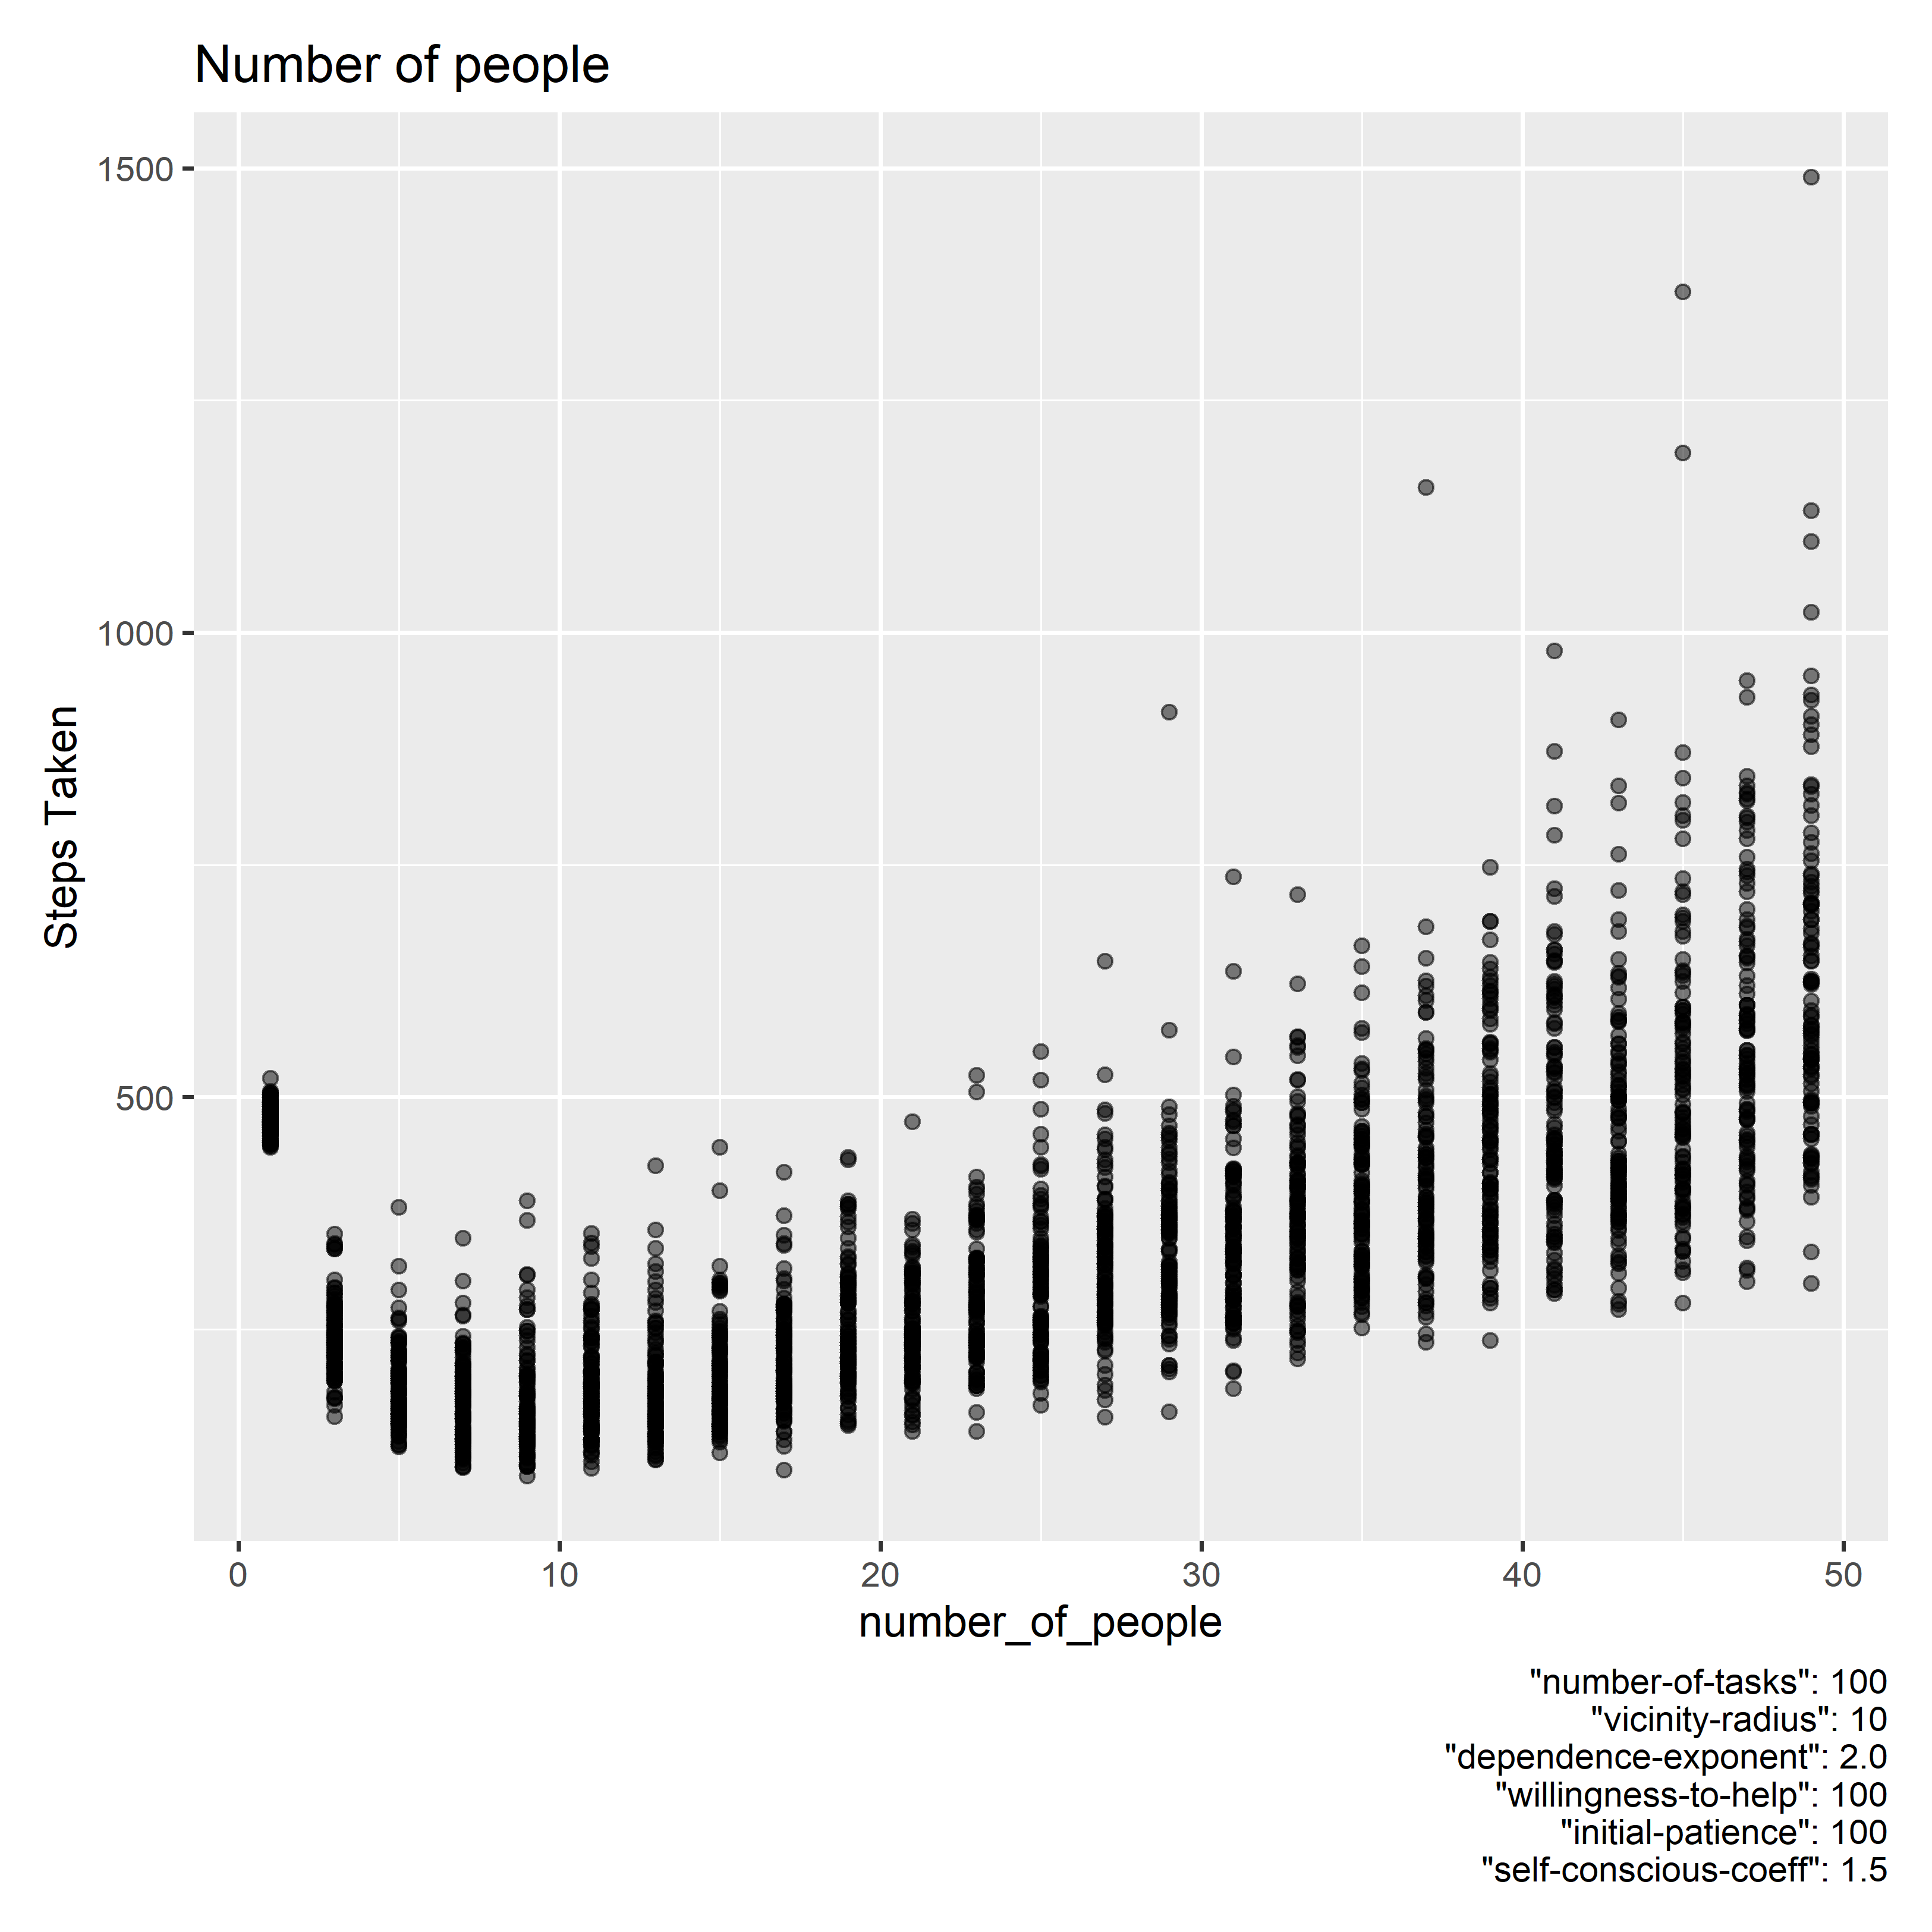 Number of people
1500
1000
500
Steps Taken
0 10 20 30 40 50
number_of_people
"number-of-tasks": 100
"vicinity-radius": 10
"dependence-exponent": 2.0
"willingness-to-help": 100
"initial-patience": 100
"self-conscious-coeff": 1.5